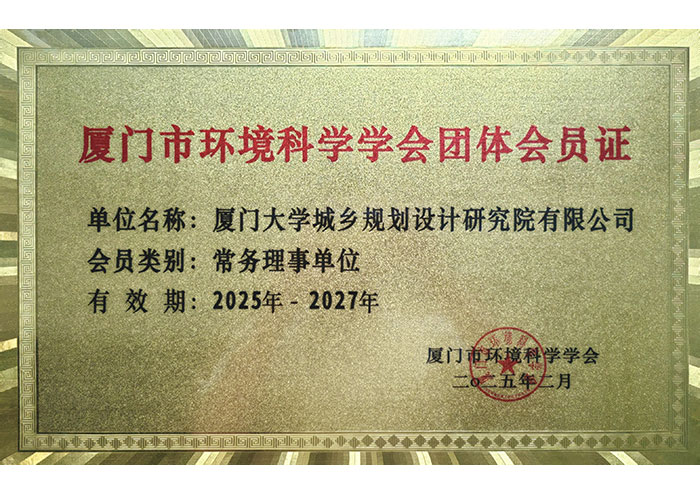 厦门市环境科学学会团体会员证
单位名称：厦门大学城乡规划设计研究院有限公司
会员类别：常务理事单位
有 效 期：2025年－2027年
厦门市环境科学学会
二〇二五年二月